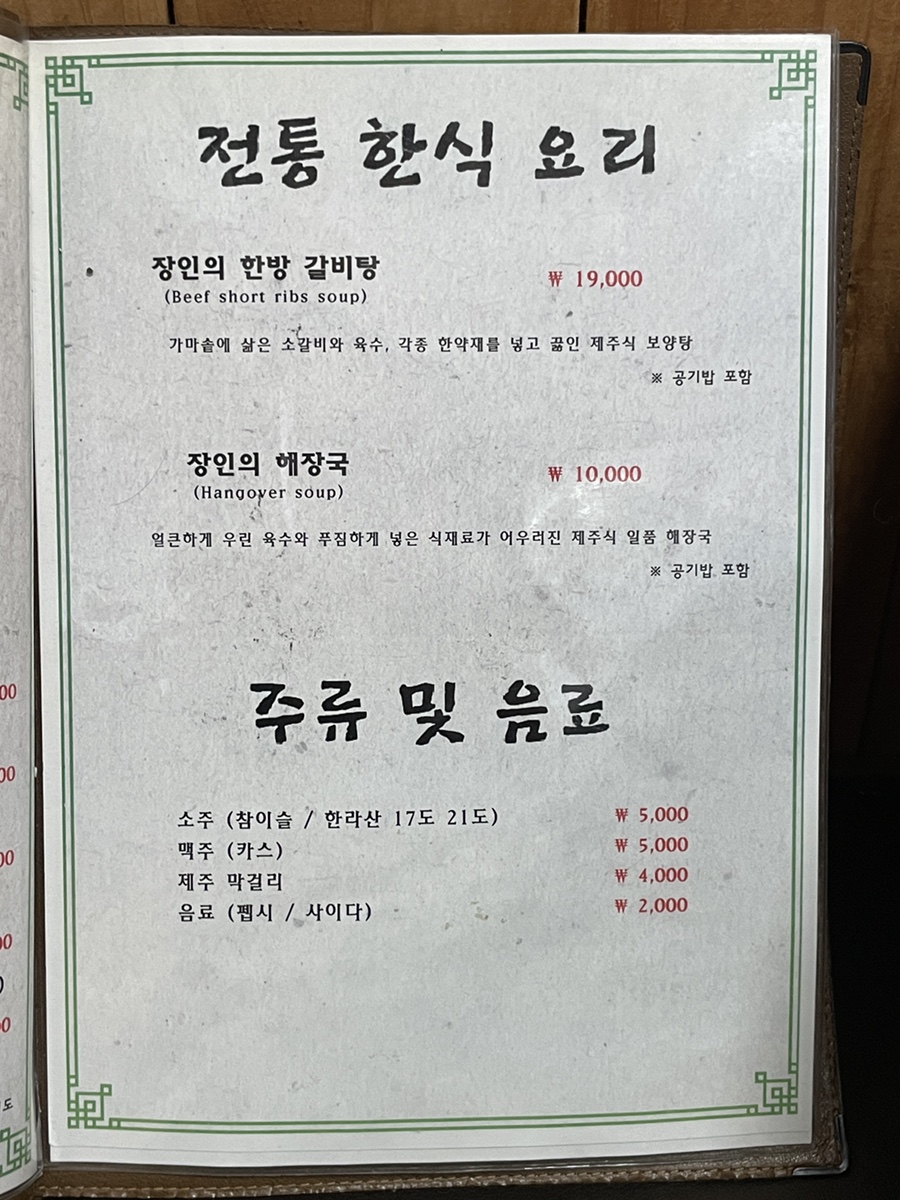 전통 한식 요리
장인의 한방 갈비탕 ₩ 19,000
(Beef short ribs soup)
가마솥에 삶은 소갈비와 육수, 각종 한약재를 넣고 끓인 제주식 보양탕
※ 공기밥 포함
장인의 해장국 ₩ 10,000
(Hangover soup)
얼큰하게 우린 육수와 푸짐하게 넣은 식재료가 어우러진 제주식 일품 해장국
※ 공기밥 포함
주류 및 음료
소주 (참이슬 / 한라산 17도 21도) ₩ 5,000
맥주 (카스) ₩ 5,000
제주 막걸리 ₩ 4,000
음료 (펩시 / 사이다) ₩ 2,000